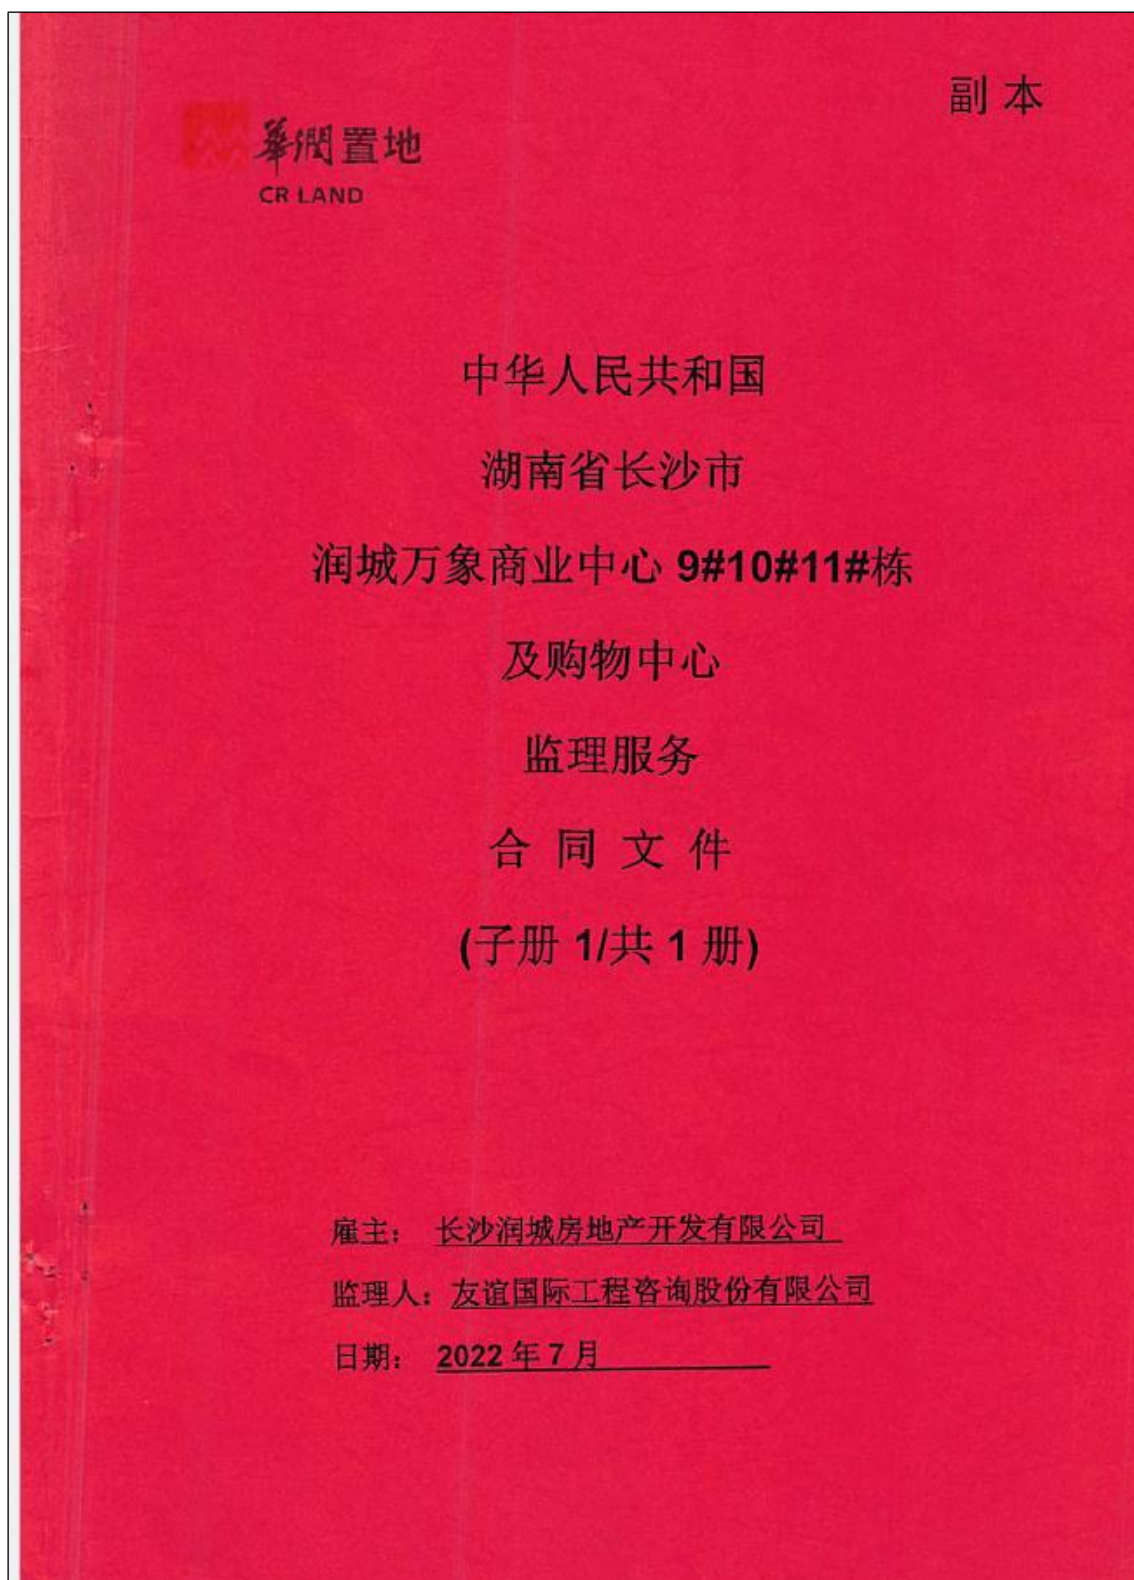 副 本
華潤置地
CR LAND
中华人民共和国
湖南省长沙市
润城万象商业中心 9#10#11#栋
及购物中心
监理服务
合 同 文 件
(子册 1/共 1 册)
雇主： 长沙润城房地产开发有限公司
监理人：友谊国际工程咨询股份有限公司
日期： 2022 年 7 月